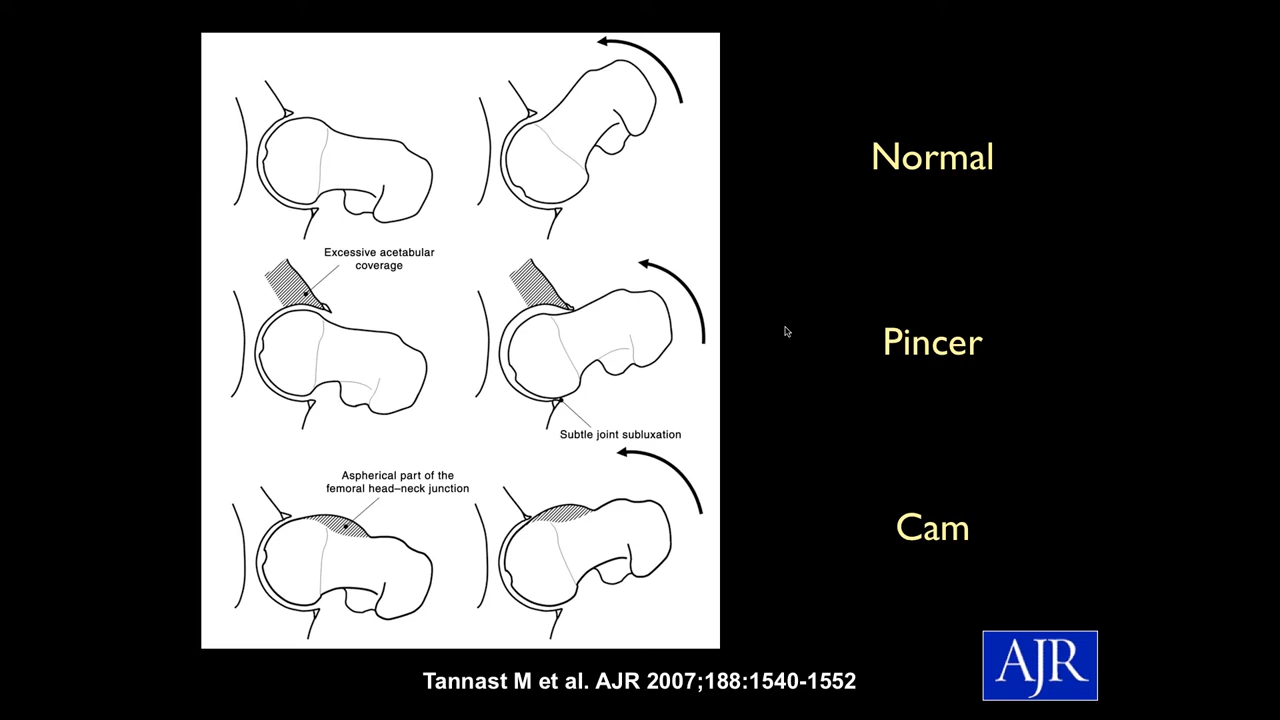 Normal
Excessive acetabular
coverage
Pincer
Subtle joint subluxation
Aspherical part of the
femoral head–neck junction
Cam
Tannast M et al. AJR 2007;188:1540-1552
AJR